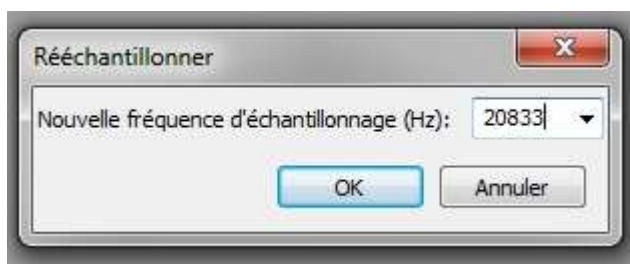 Rééchantillonner
Nouvelle fréquence d'échantillonnage (Hz): 20833
OK Annuler